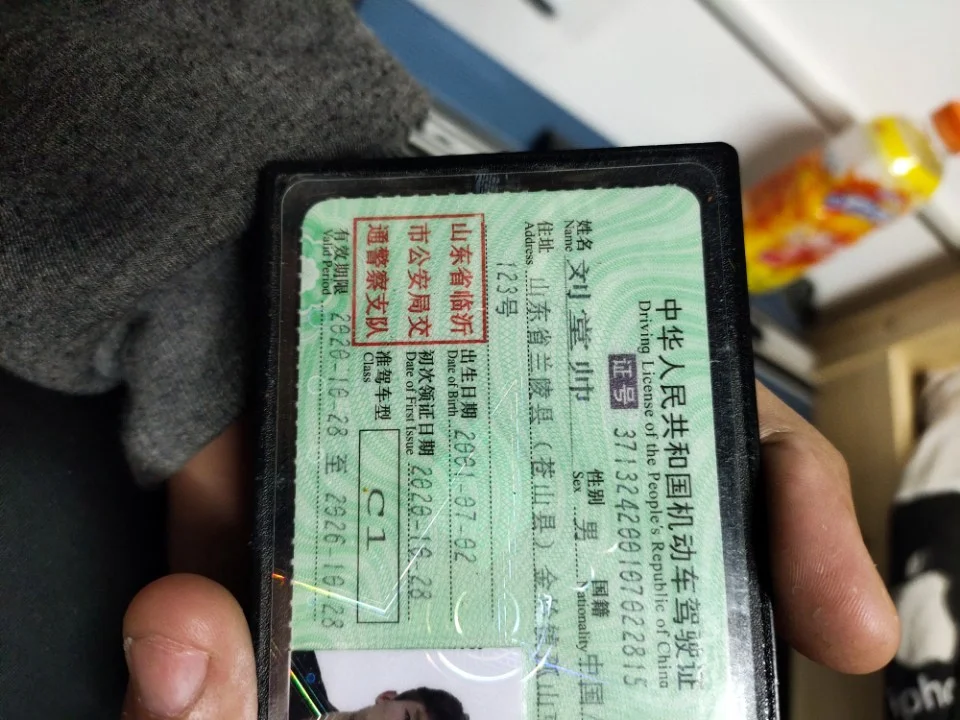 中华人民共和国机动车驾驶证
Driving License of the People's Republic of China
证号 371324200107022815
姓名 刘堂帅 性别 男 国籍 中国
Name Sex Nationality
住址 山东省兰陵县（苍山县）金
Address
123号
山东省临沂
市公安局交
通警察支队
出生日期 2001-07-02
Date of Birth
初次领证日期 2020-10-28
Date of First Issue
准驾车型 C1
Class
有效期限 2020-10-28 至 2026-10-28
Valid Period